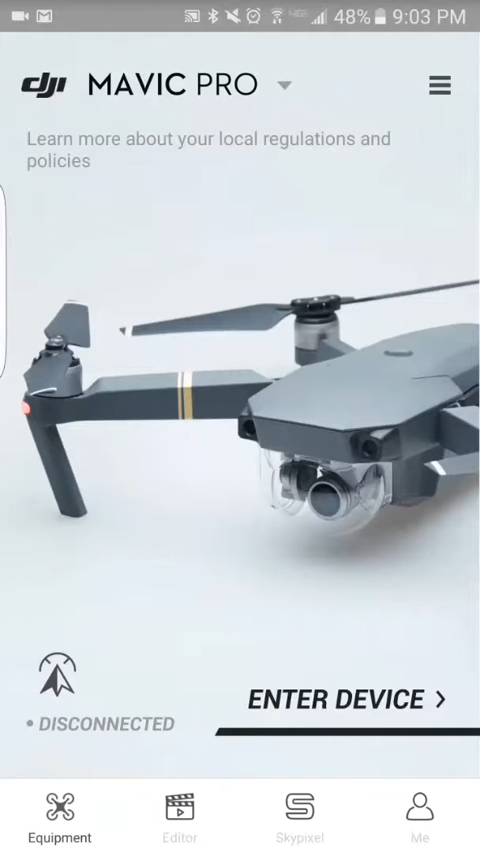 48% 9:03 PM
dji MAVIC PRO
Learn more about your local regulations and
policies
ENTER DEVICE
• DISCONNECTED
Equipment
Editor
Skypixel
Me